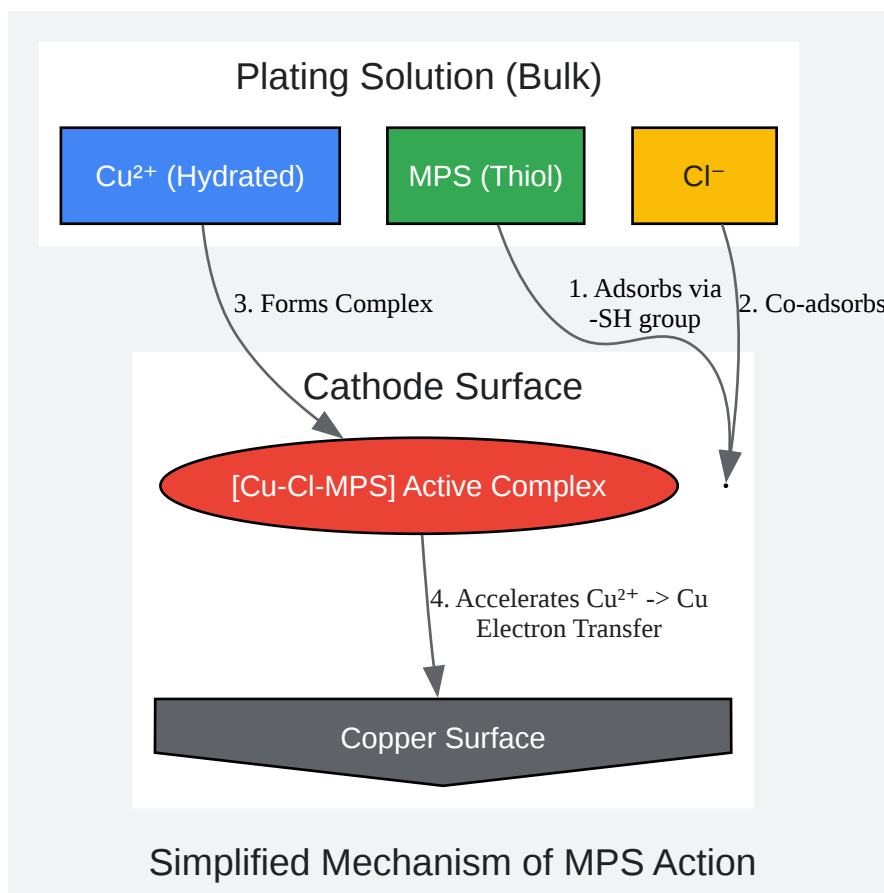 Plating Solution (Bulk)
Cu²⁺ (Hydrated)
MPS (Thiol)
Cl⁻
3. Forms Complex
1. Adsorbs via
-SH group
2. Co-adsorbs
Cathode Surface
[Cu-Cl-MPS] Active Complex
4. Accelerates Cu²⁺ -> Cu
Electron Transfer
Copper Surface
Simplified Mechanism of MPS Action